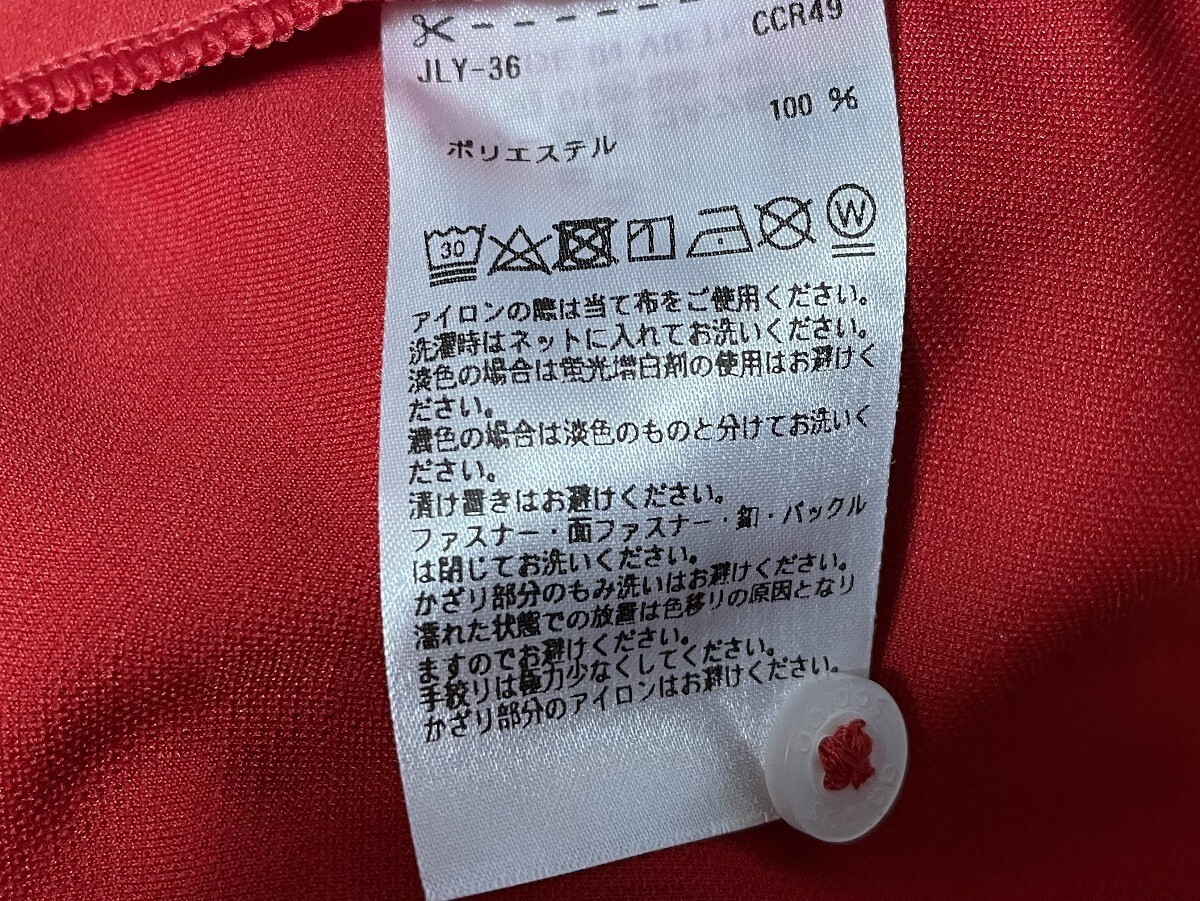 CCR49
JLY-36
100 %
ポリエステル
30
W
アイロンの際は当て布をご使用ください。
洗濯時はネットに入れてお洗いください。
淡色の場合は蛍光増白剤の使用はお避けく
ださい。
濃色の場合は淡色のものと分けてお洗いく
ださい。
漬け置きはお避けください。
ファスナー・面ファスナー・釦・バックル
は閉じてお洗いください。
かざり部分のもみ洗いはお避けください。
濡れた状態での放置は色移りの原因となり
ますのでお避けください。
手絞りは極力少なくしてください。
かざり部分のアイロンはお避けください。